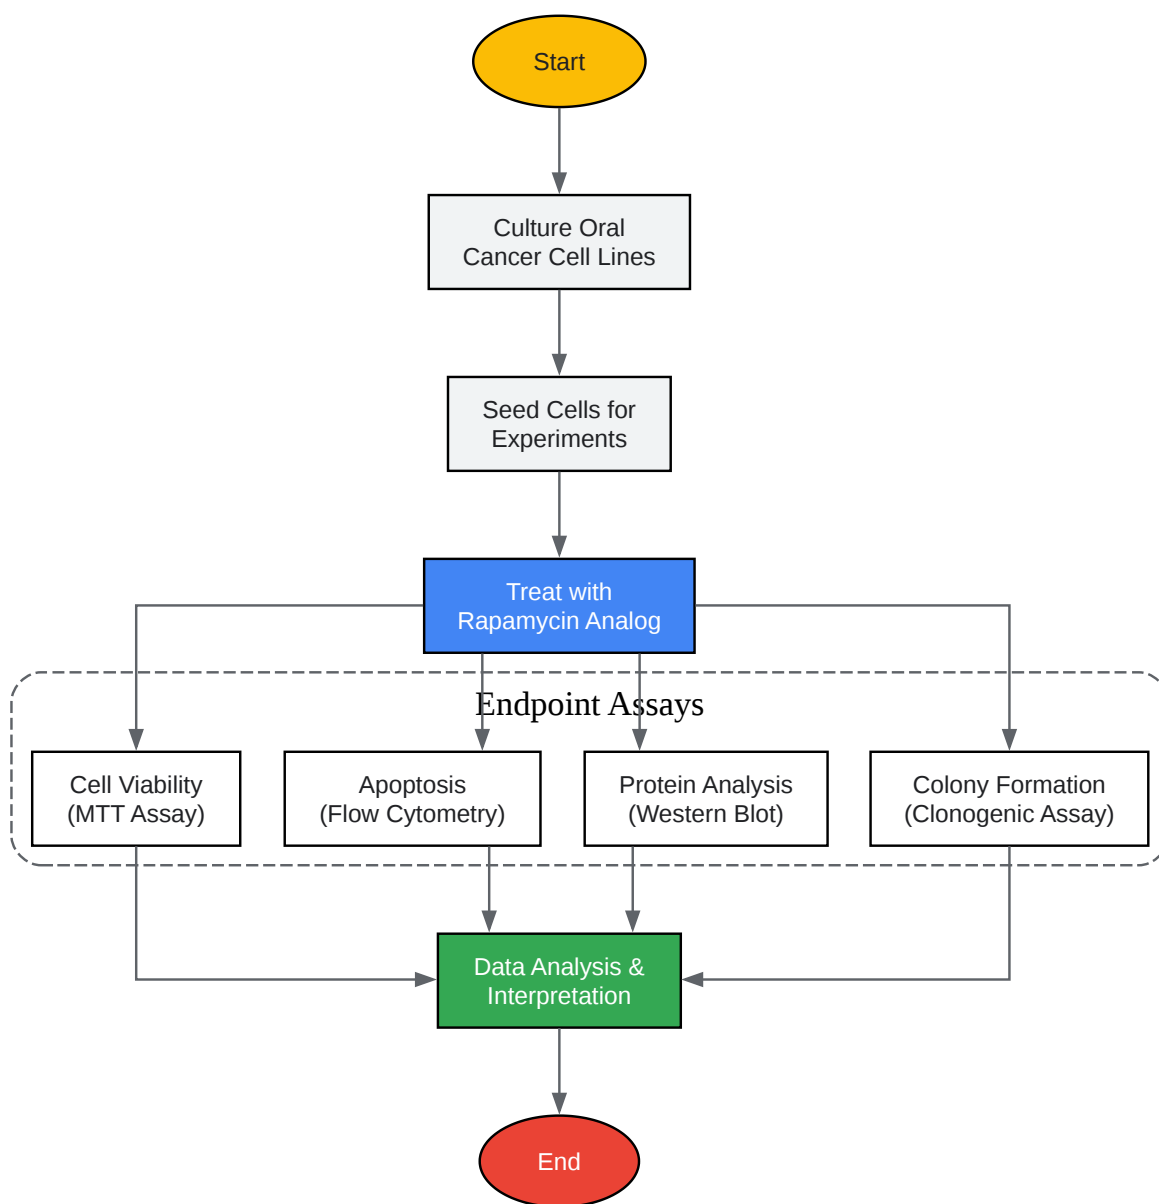 Start
Culture Oral
Cancer Cell Lines
Seed Cells for
Experiments
Treat with
Rapamycin Analog
Endpoint Assays
Cell Viability
(MTT Assay)
Apoptosis
(Flow Cytometry)
Protein Analysis
(Western Blot)
Colony Formation
(Clonogenic Assay)
Data Analysis &
Interpretation
End